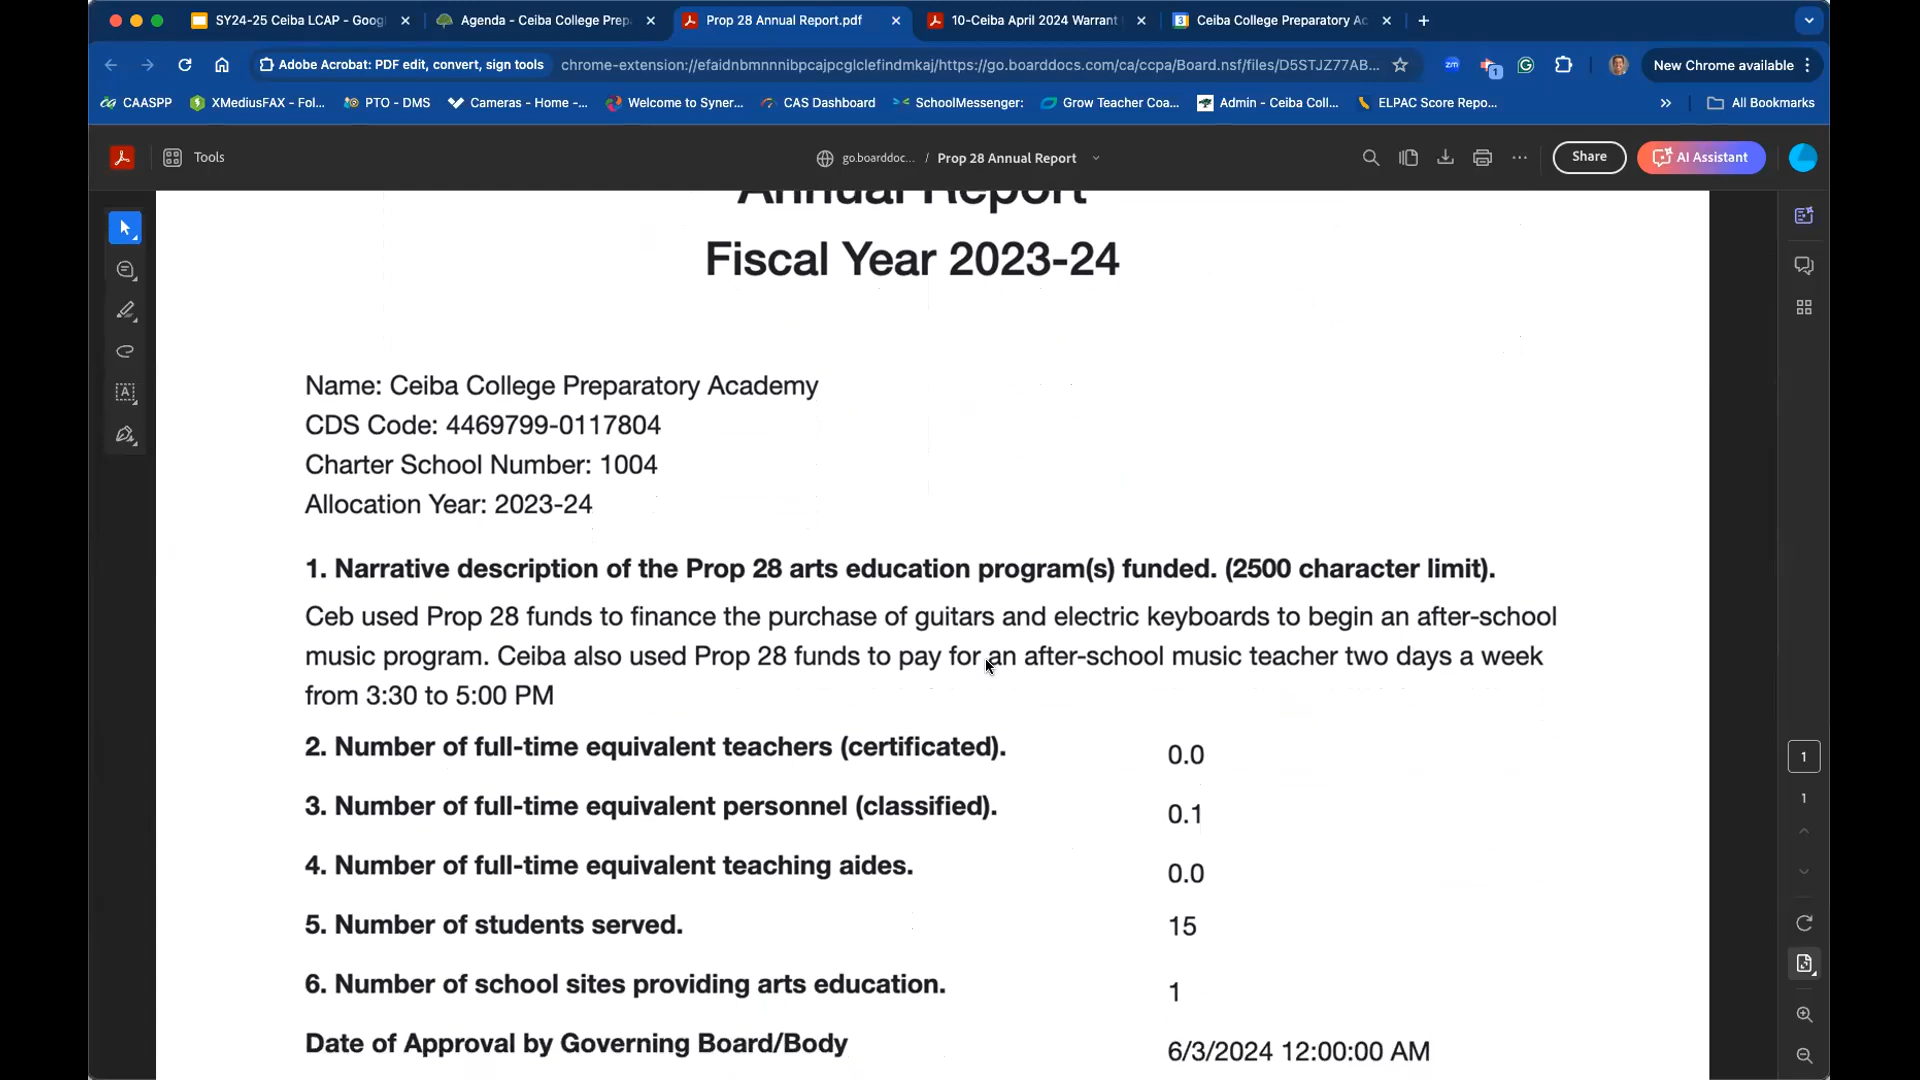 SY24-25 Ceiba LCAP - Goog
Agenda - Ceiba College Prep
Prop 28 Annual Report.pdf
10-Ceiba April 2024 Warrant
3
Ceiba College Preparatory Ac
Adobe Acrobat: PDF edit, convert, sign tools
chrome-extension://efaidnbmnnnibpcajpcglclefindmkaj/https://go.boarddocs.com/ca/ccpa/Board.nsf/files/D5STJZ77AB...
zm
1
New Chrome available
CAASPP
XMediusFAX - Fol...
PTO - DMS
Cameras - Home -...
Welcome to Syner...
CAS Dashboard
SchoolMessenger:
Grow Teacher Coa...
Admin - Ceiba Coll...
ELPAC Score Repo...
»
All Bookmarks
Tools
go.boarddoc... / Prop 28 Annual Report
Share
AI Assistant
Annual Report
Fiscal Year 2023-24
Name: Ceiba College Preparatory Academy
CDS Code: 4469799-0117804
Charter School Number: 1004
Allocation Year: 2023-24
1. Narrative description of the Prop 28 arts education program(s) funded. (2500 character limit).
Ceb used Prop 28 funds to finance the purchase of guitars and electric keyboards to begin an after-school
music program. Ceiba also used Prop 28 funds to pay for an after-school music teacher two days a week
from 3:30 to 5:00 PM
2. Number of full-time equivalent teachers (certificated). 0.0
3. Number of full-time equivalent personnel (classified). 0.1
4. Number of full-time equivalent teaching aides. 0.0
5. Number of students served. 15
6. Number of school sites providing arts education. 1
Date of Approval by Governing Board/Body 6/3/2024 12:00:00 AM
1
1